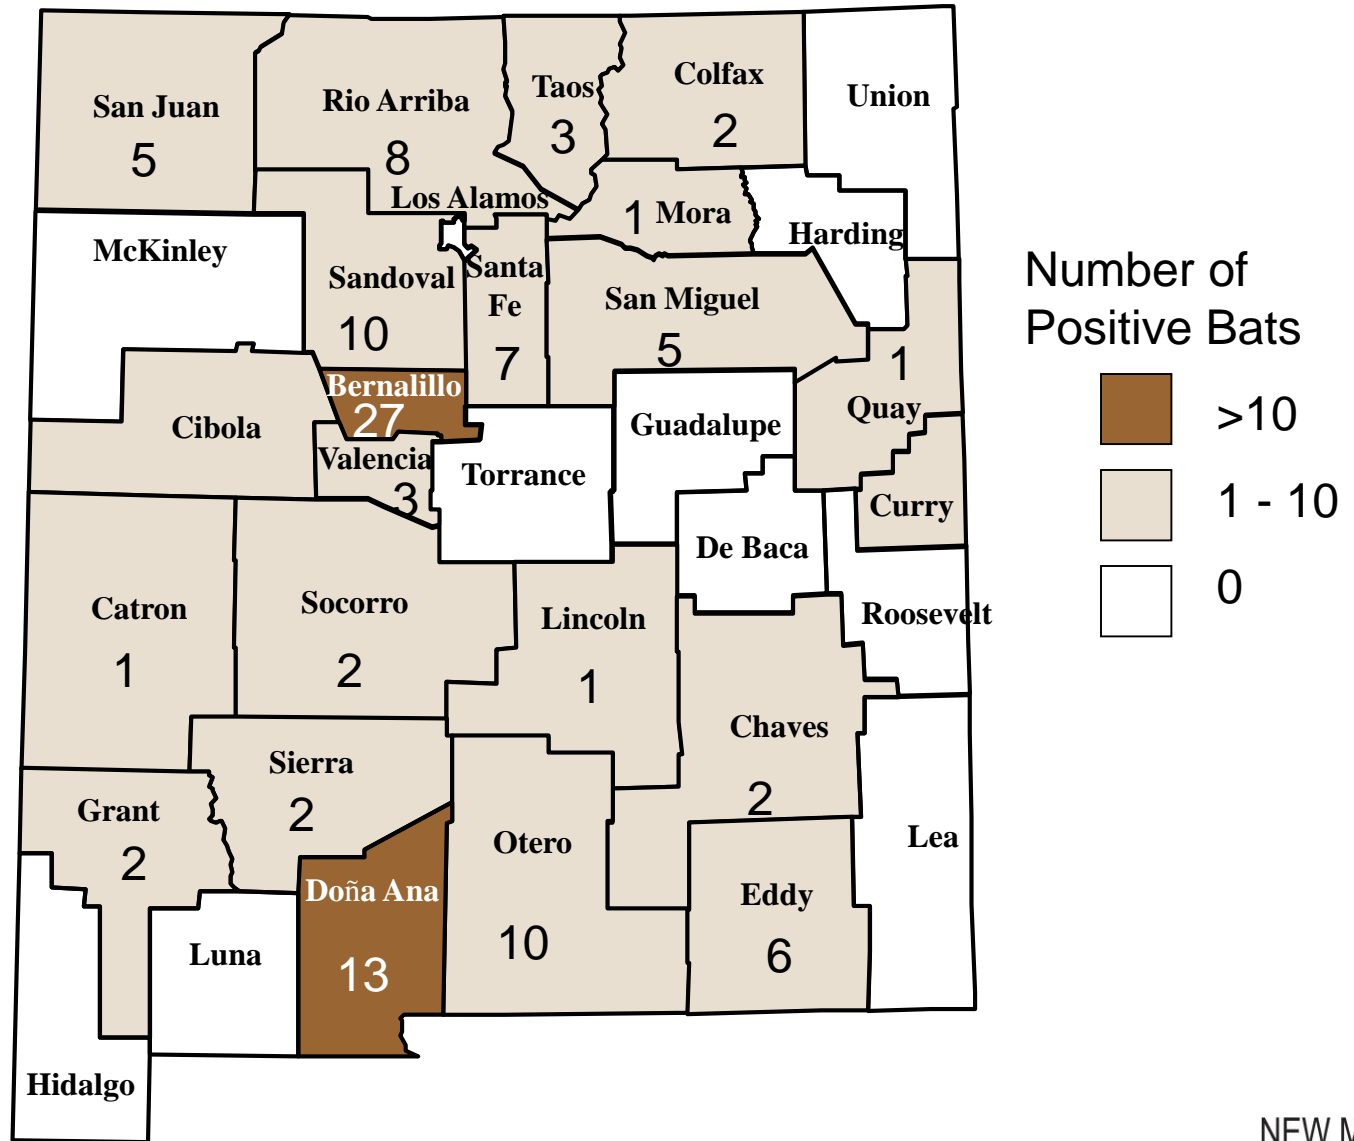 San Juan
5
Rio Arriba
8
Taos
3
Colfax
2
Union
Los Alamos
1 Mora
Harding
McKinley
Sandoval
10
Santa
Fe
7
San Miguel
5
1
Quay
Bernalillo
27
Cibola
Valencia
3
Torrance
Guadalupe
Curry
De Baca
Catron
1
Socorro
2
Lincoln
1
Roosevelt
Chaves
2
Sierra
2
Grant
2
Otero
10
Lea
Doña Ana
13
Eddy
6
Luna
Hidalgo
Number of
Positive Bats
>10
1 - 10
0
NEW M